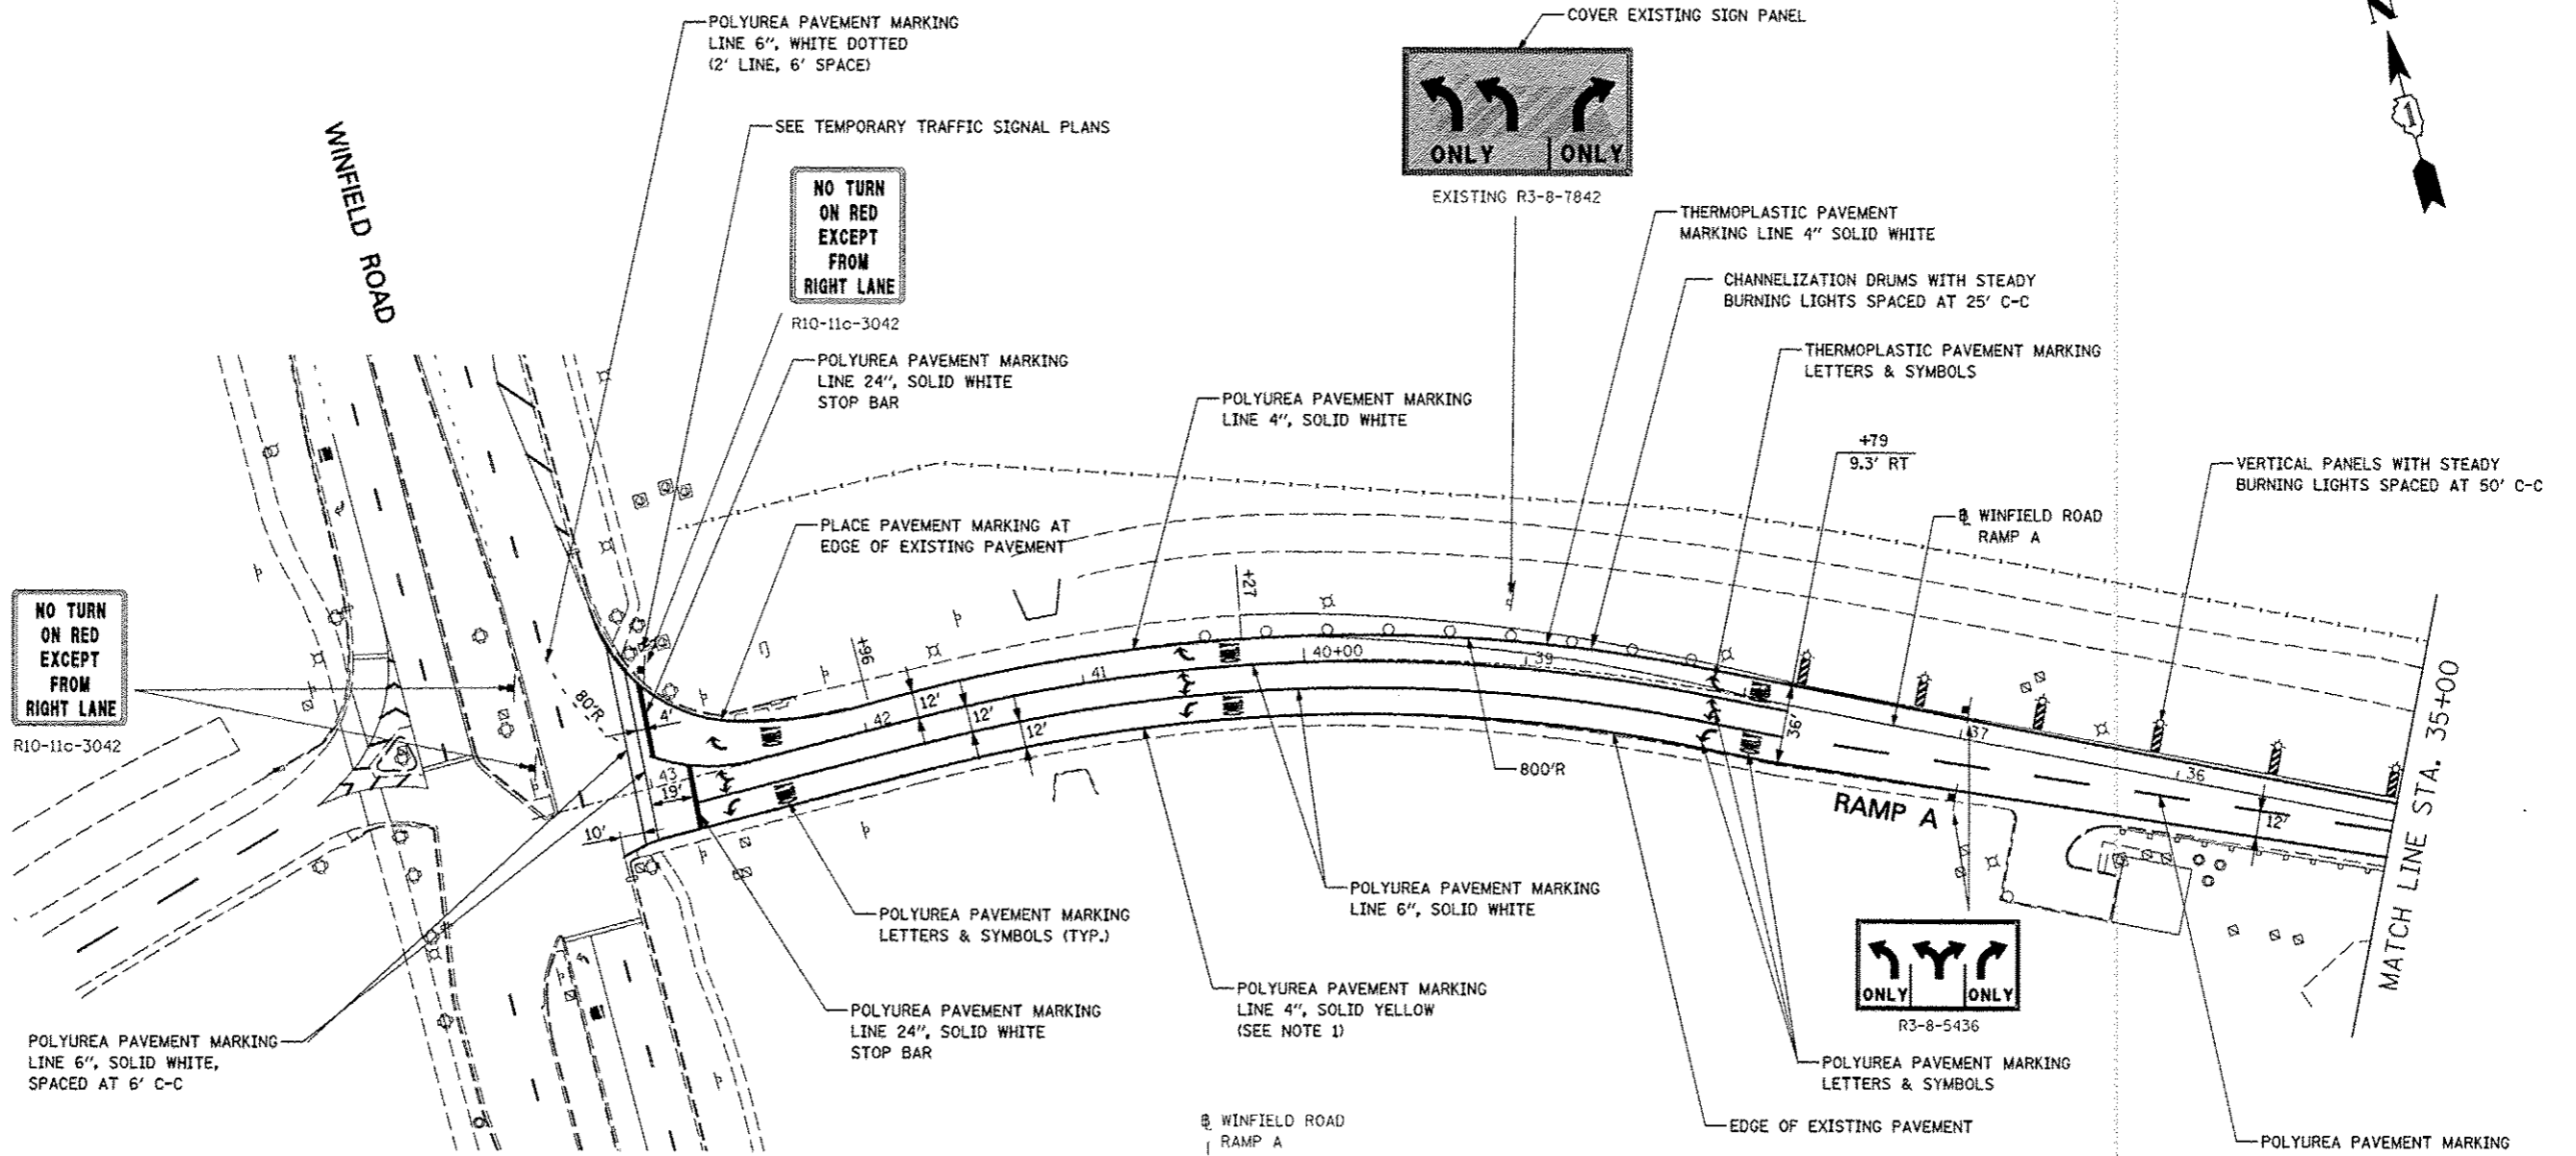 POLYUREA PAVEMENT MARKING
LINE 6", WHITE DOTTED
(2' LINE, 6' SPACE)
COVER EXISTING SIGN PANEL
N
1
SEE TEMPORARY TRAFFIC SIGNAL PLANS
WINFIELD ROAD
ONLY ONLY
EXISTING R3-8-7842
NO TURN
ON RED
EXCEPT
FROM
RIGHT LANE
R10-11c-3042
THERMOPLASTIC PAVEMENT
MARKING LINE 4" SOLID WHITE
CHANNELIZATION DRUMS WITH STEADY
BURNING LIGHTS SPACED AT 25' C-C
POLYUREA PAVEMENT MARKING
LINE 24", SOLID WHITE
STOP BAR
THERMOPLASTIC PAVEMENT MARKING
LETTERS & SYMBOLS
POLYUREA PAVEMENT MARKING
LINE 4", SOLID WHITE
+79
9.3' RT
VERTICAL PANELS WITH STEADY
BURNING LIGHTS SPACED AT 50' C-C
PLACE PAVEMENT MARKING AT
EDGE OF EXISTING PAVEMENT
WINFIELD ROAD
RAMP A
NO TURN
ON RED
EXCEPT
FROM
RIGHT LANE
R10-11c-3042
+27
+96
40+00
39
41
42
12'
12'
12'
80'R
4'
43
19'
10'
36'
37
36
12'
800'R
RAMP A
MATCH LINE STA. 35+00
POLYUREA PAVEMENT MARKING
LETTERS & SYMBOLS (TYP.)
POLYUREA PAVEMENT MARKING
LINE 6", SOLID WHITE
ONLY ONLY
R3-8-5436
POLYUREA PAVEMENT MARKING
LINE 4", SOLID YELLOW
(SEE NOTE 1)
POLYUREA PAVEMENT MARKING
LINE 24", SOLID WHITE
STOP BAR
POLYUREA PAVEMENT MARKING
LINE 6", SOLID WHITE,
SPACED AT 6' C-C
POLYUREA PAVEMENT MARKING
LETTERS & SYMBOLS
WINFIELD ROAD
RAMP A
EDGE OF EXISTING PAVEMENT
POLYUREA PAVEMENT MARKING